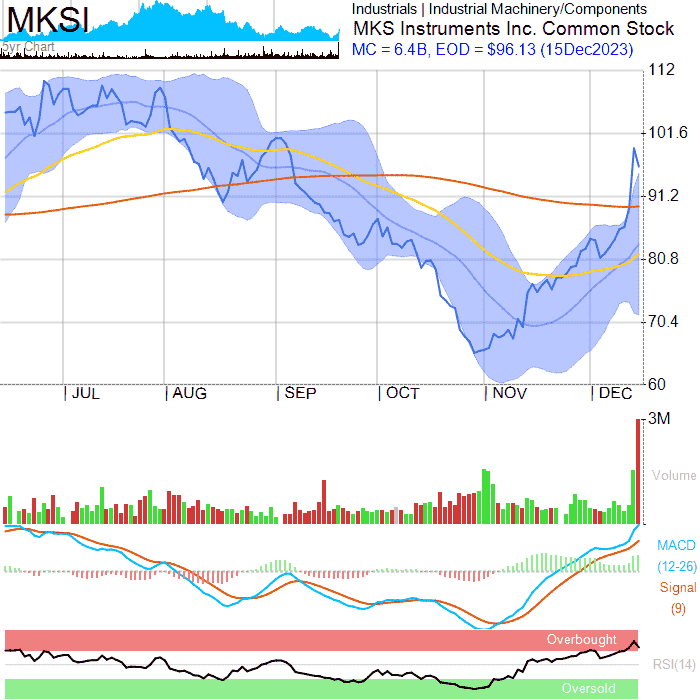 MKSI
5yr Chart
Industrials | Industrial Machinery/Components
MKS Instruments Inc. Common Stock
MC = 6.4B, EOD = $96.13 (15Dec2023)
112
101.6
91.2
80.8
70.4
60
| JUL | AUG | SEP | OCT | NOV | DEC
3M
Volume
MACD
(12-26)
Signal
(9)
Overbought
RSI(14)
Oversold